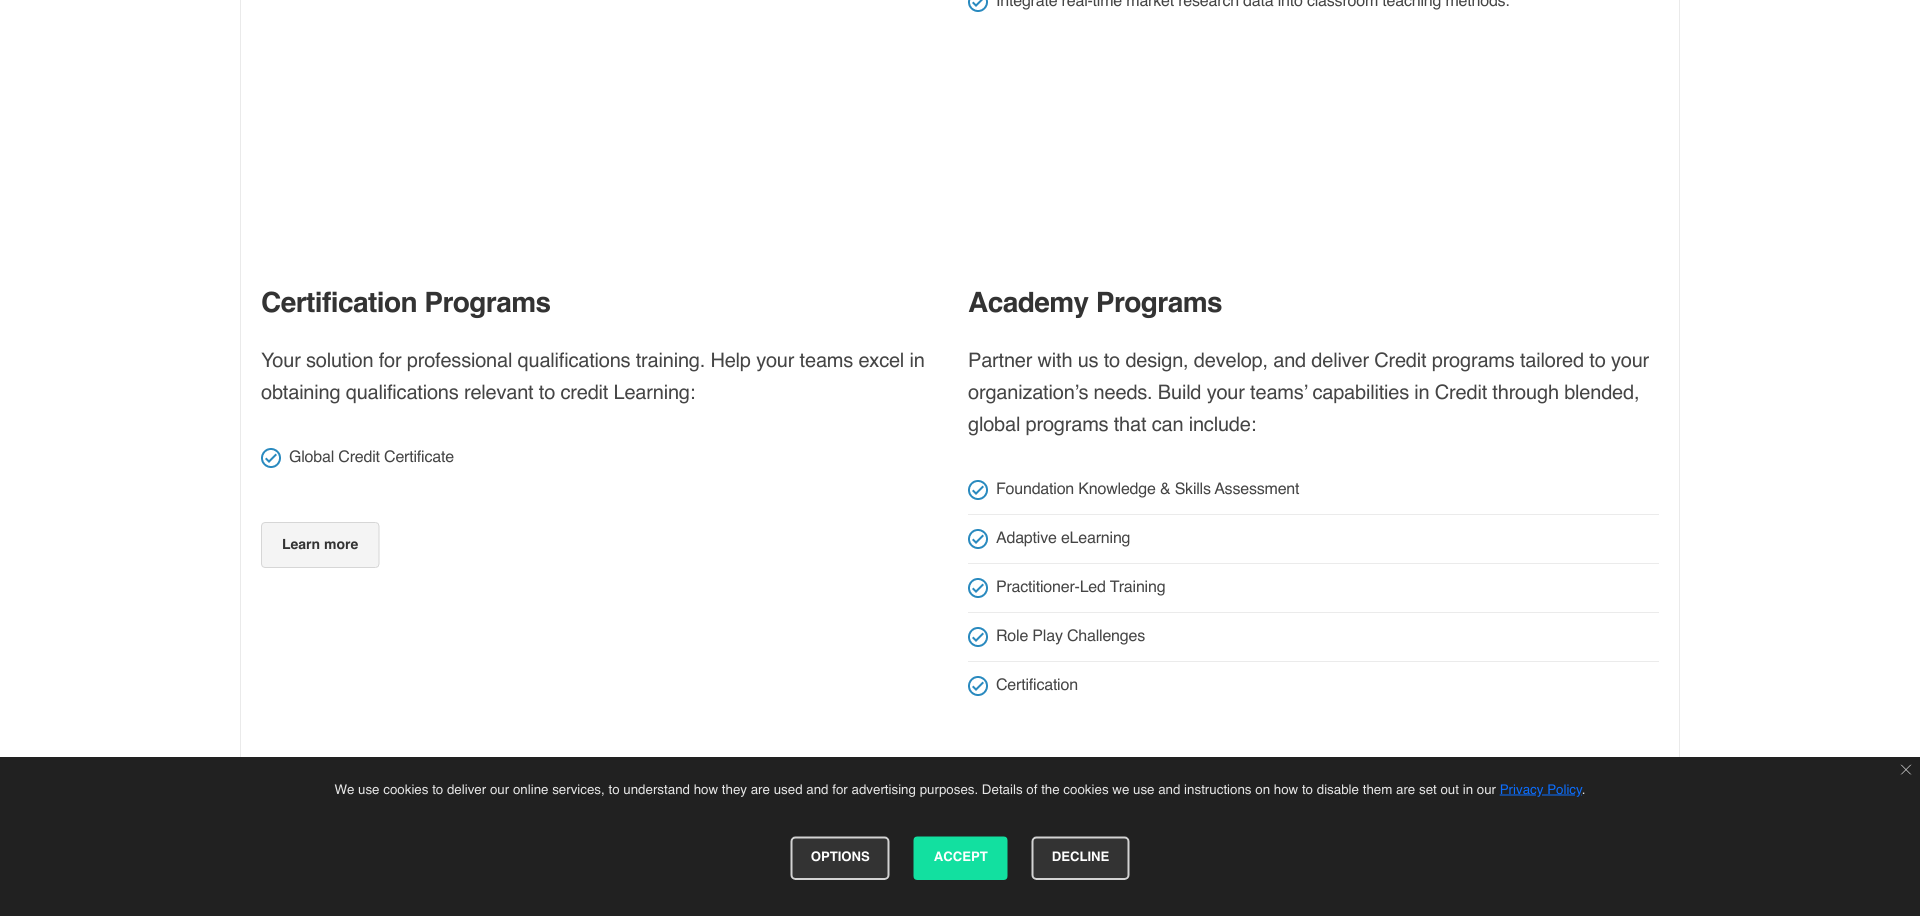 Integrate real-time market research data into classroom teaching methods.
Certification Programs
Your solution for professional qualifications training. Help your teams excel in
obtaining qualifications relevant to credit Learning:
Global Credit Certificate
Learn more
Academy Programs
Partner with us to design, develop, and deliver Credit programs tailored to your
organization’s needs. Build your teams’ capabilities in Credit through blended,
global programs that can include:
Foundation Knowledge & Skills Assessment
Adaptive eLearning
Practitioner-Led Training
Role Play Challenges
Certification
We use cookies to deliver our online services, to understand how they are used and for advertising purposes. Details of the cookies we use and instructions on how to disable them are set out in our Privacy Policy.
OPTIONS
ACCEPT
DECLINE